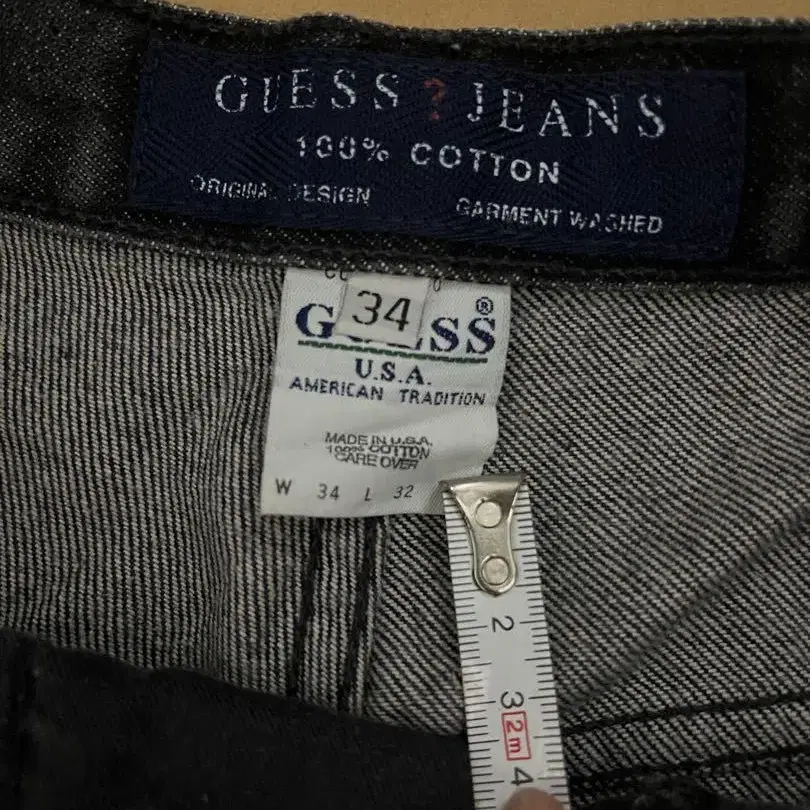 GUESS ? JEANS
100% COTTON
ORIGINAL DESIGN
GARMENT WASHED
34
GUESS ®
U.S.A.
AMERICAN TRADITION
MADE IN U.S.A.
100% COTTON
CARE OVER
W 34 L 32
2
3
2m
4